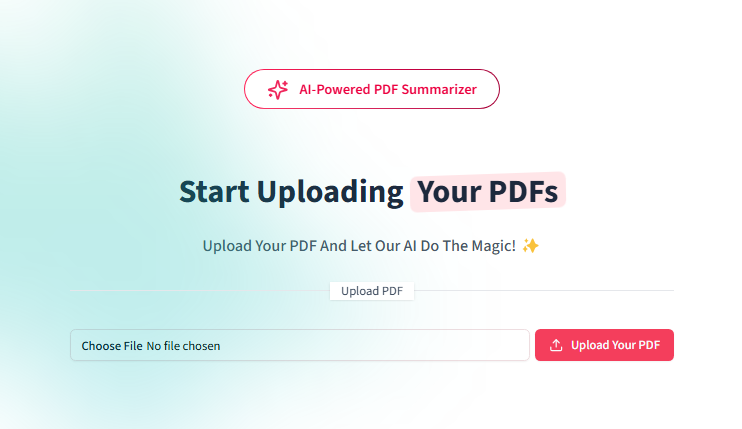 AI-Powered PDF Summarizer
Start Uploading Your PDFs
Upload Your PDF And Let Our AI Do The Magic! ✨
Upload PDF
Choose File No file chosen
Upload Your PDF